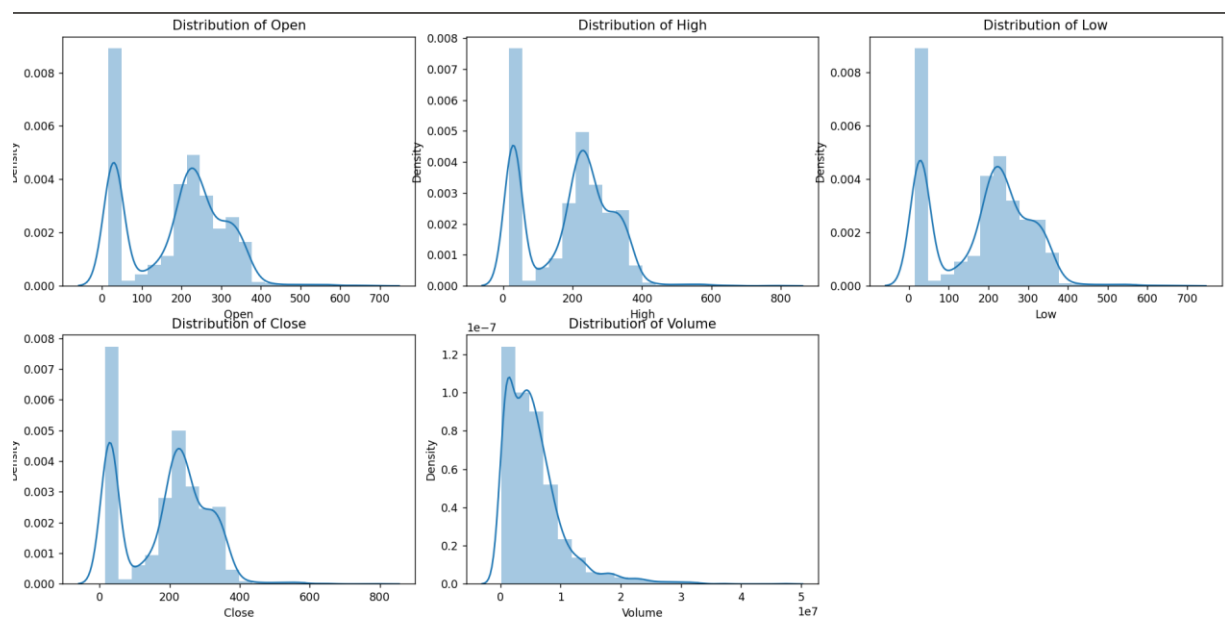 Distribution of Open
0.008
0.006
0.004
0.002
0.000
Density
0 100 200 300 400 500 600 700
Open
Distribution of High
0.008
0.007
0.006
0.005
0.004
0.003
0.002
0.001
0.000
Density
0 200 400 600 800
High
Distribution of Low
0.008
0.006
0.004
0.002
0.000
Density
0 100 200 300 400 500 600 700
Low
Distribution of Close
0.008
0.007
0.006
0.005
0.004
0.003
0.002
0.001
0.000
Density
0 200 400 600 800
Close
Distribution of Volume
1e-7
1.2
1.0
0.8
0.6
0.4
0.2
0.0
Density
0 1 2 3 4 5
1e7
Volume